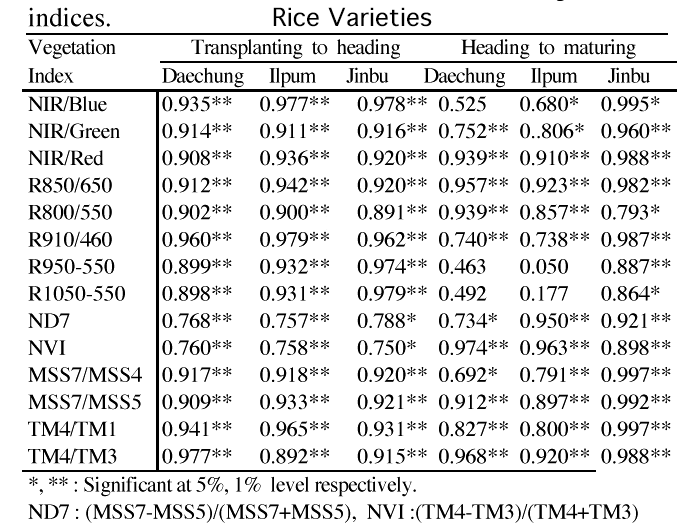 indices. Rice Varieties
Vegetation Transplanting to heading Heading to maturing
Index Daechung Ilpum Jinbu Daechung Ilpum Jinbu
NIR/Blue 0.935** 0.977** 0.978** 0.525 0.680* 0.995*
NIR/Green 0.914** 0.911** 0.916** 0.752** 0..806* 0.960**
NIR/Red 0.908** 0.936** 0.920** 0.939** 0.910** 0.988**
R850/650 0.912** 0.942** 0.920** 0.957** 0.923** 0.982**
R800/550 0.902** 0.900** 0.891** 0.939** 0.857** 0.793*
R910/460 0.960** 0.979** 0.962** 0.740** 0.738** 0.987**
R950-550 0.899** 0.932** 0.974** 0.463 0.050 0.887**
R1050-550 0.898** 0.931** 0.979** 0.492 0.177 0.864*
ND7 0.768** 0.757** 0.788* 0.734* 0.950** 0.921**
NVI 0.760** 0.758** 0.750* 0.974** 0.963** 0.898**
MSS7/MSS4 0.917** 0.918** 0.920** 0.692* 0.791** 0.997**
MSS7/MSS5 0.909** 0.933** 0.921** 0.912** 0.897** 0.992**
TM4/TM1 0.941** 0.965** 0.931** 0.827** 0.800** 0.997**
TM4/TM3 0.977** 0.892** 0.915** 0.968** 0.920** 0.988**
*, ** : Significant at 5%, 1% level respectively.
ND7 : (MSS7-MSS5)/(MSS7+MSS5), NVI :(TM4-TM3)/(TM4+TM3)